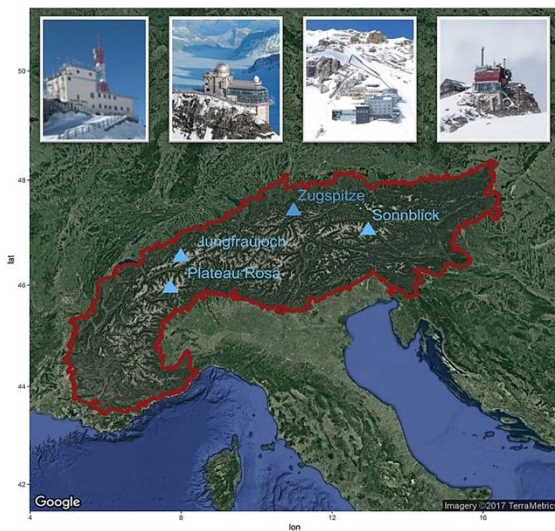 50
48
46
44
42
lat
Zugspitze
Sonnblick
Jungfraujoch
Plateau Rosa
Google
Imagery ©2017 TerraMetrics
4
8
12
16
lon